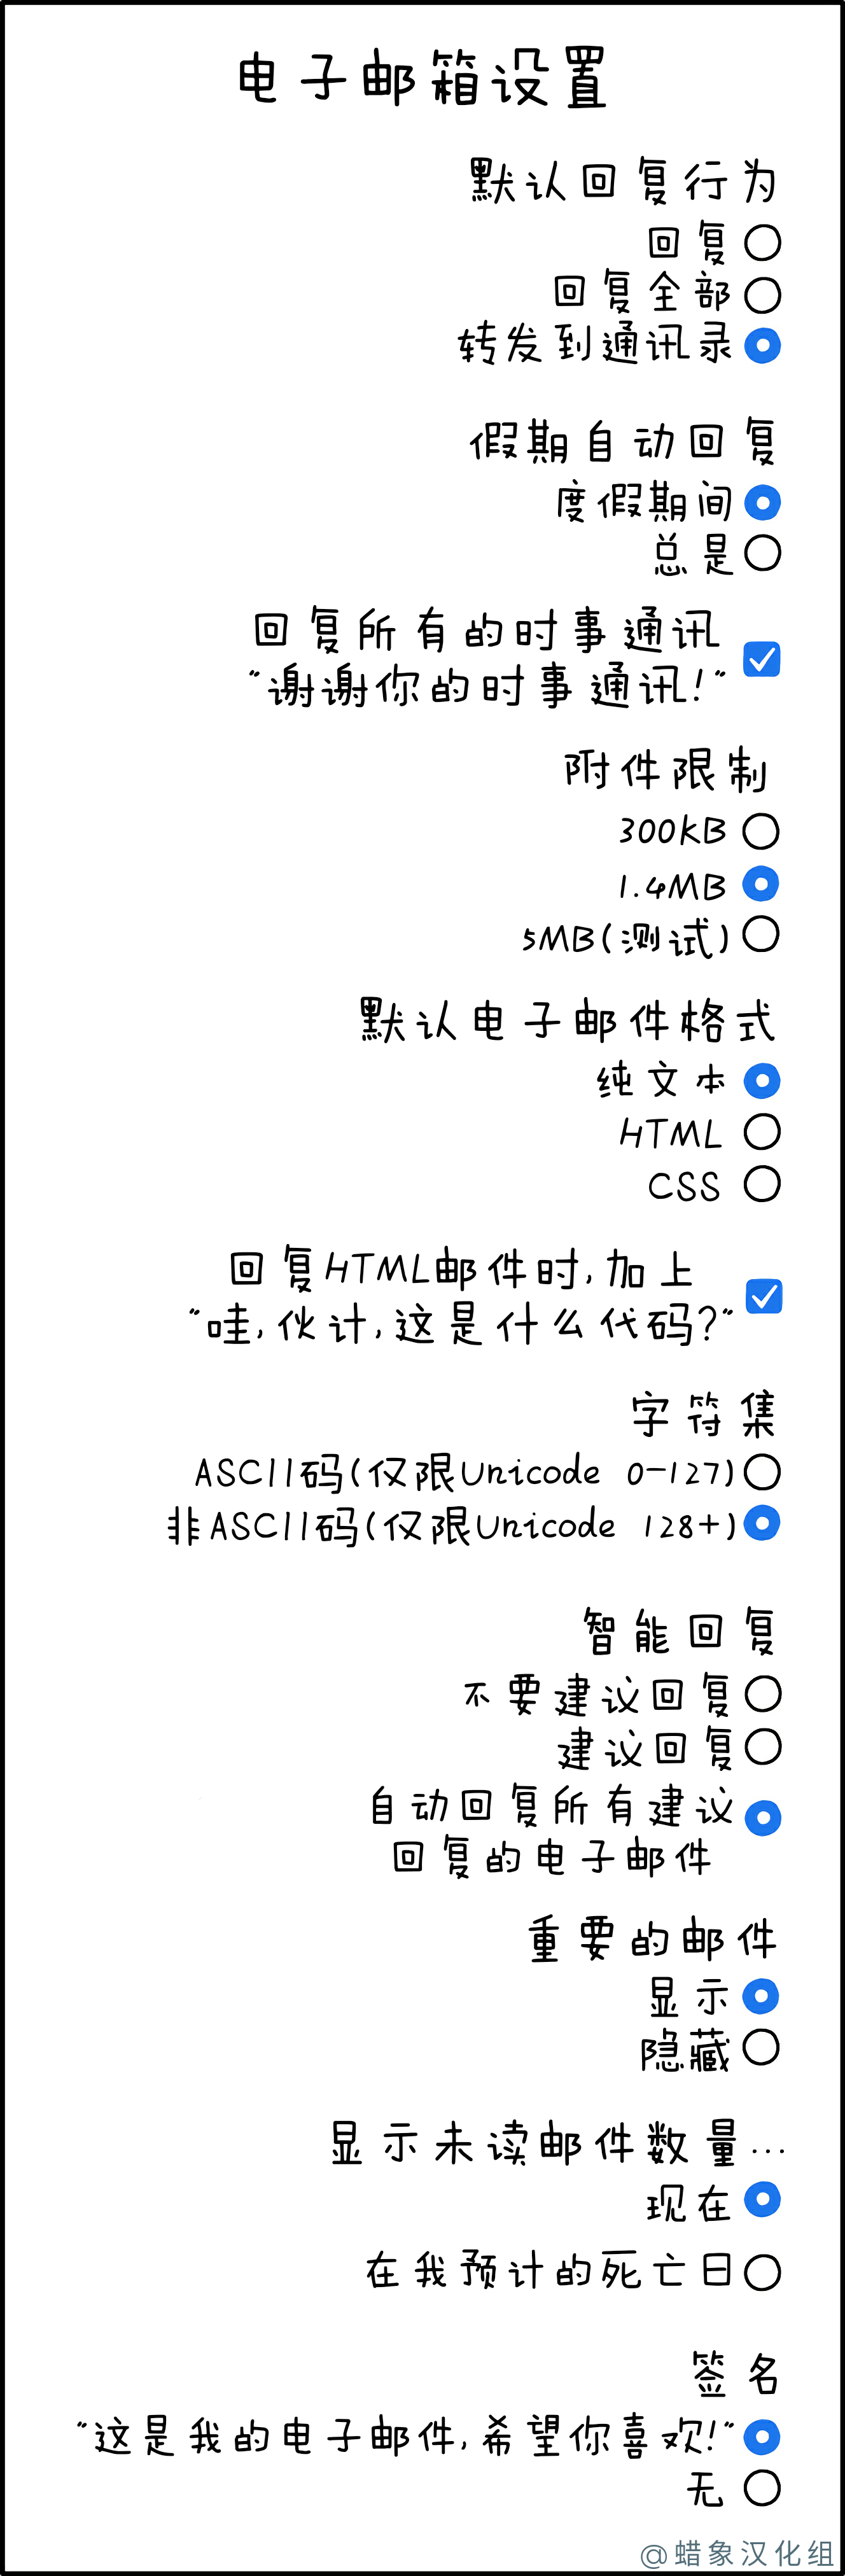 电子邮箱设置
默认回复行为
回复
回复全部
转发到通讯录
假期自动回复
度假期间
总是
回复所有的时事通讯
"谢谢你的时事通讯!"
附件限制
300KB
1.4MB
5MB(测试)
默认电子邮件格式
纯文本
HTML
CSS
回复HTML邮件时,加上
"哇,伙计,这是什么代码?"
字符集
ASCII码(仅限Unicode 0-127)
非ASCII码(仅限Unicode 128+)
智能回复
不要建议回复
建议回复
自动回复所有建议
回复的电子邮件
重要的邮件
显示
隐藏
显示未读邮件数量...
现在
在我预计的死亡日
签名
"这是我的电子邮件,希望你喜欢!"
无
@蜡象汉化组